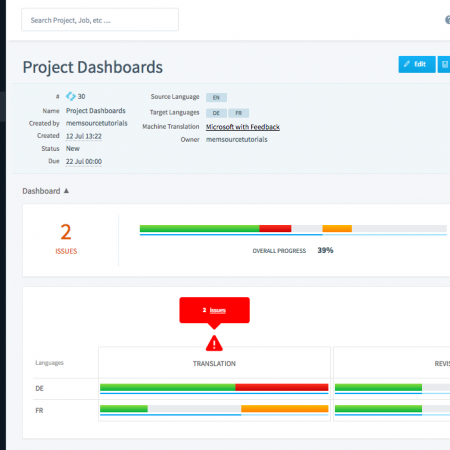 Search Project, Job, etc ....
Project Dashboards
Edit
# 30
Source Language EN
Name Project Dashboards
Target Languages DE FR
Created by memsourcetutorials
Machine Translation Microsoft with Feedback
Created 12 Jul 13:22
Owner memsourcetutorials
Status New
Due 22 Jul 00:00
Dashboard
2
ISSUES
OVERALL PROGRESS 39%
2 issues
Languages TRANSLATION REVIS
DE
FR